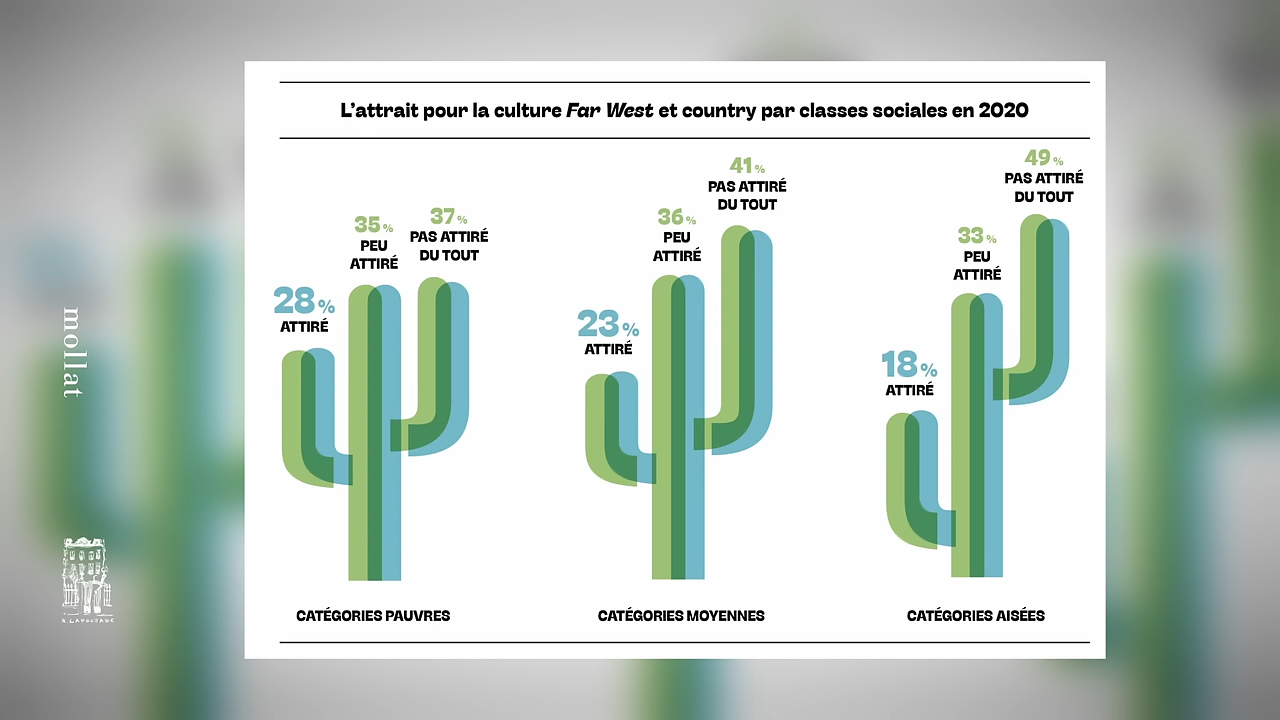 L'attrait pour la culture Far West et country par classes sociales en 2020
28%
ATTIRÉ
35%
PEU
ATTIRÉ
37%
PAS ATTIRÉ
DU TOUT
CATÉGORIES PAUVRES
23%
ATTIRÉ
36%
PEU
ATTIRÉ
41%
PAS ATTIRÉ
DU TOUT
CATÉGORIES MOYENNES
18%
ATTIRÉ
33%
PEU
ATTIRÉ
49%
PAS ATTIRÉ
DU TOUT
CATÉGORIES AISÉES
mollat
R. LAPOUZADE